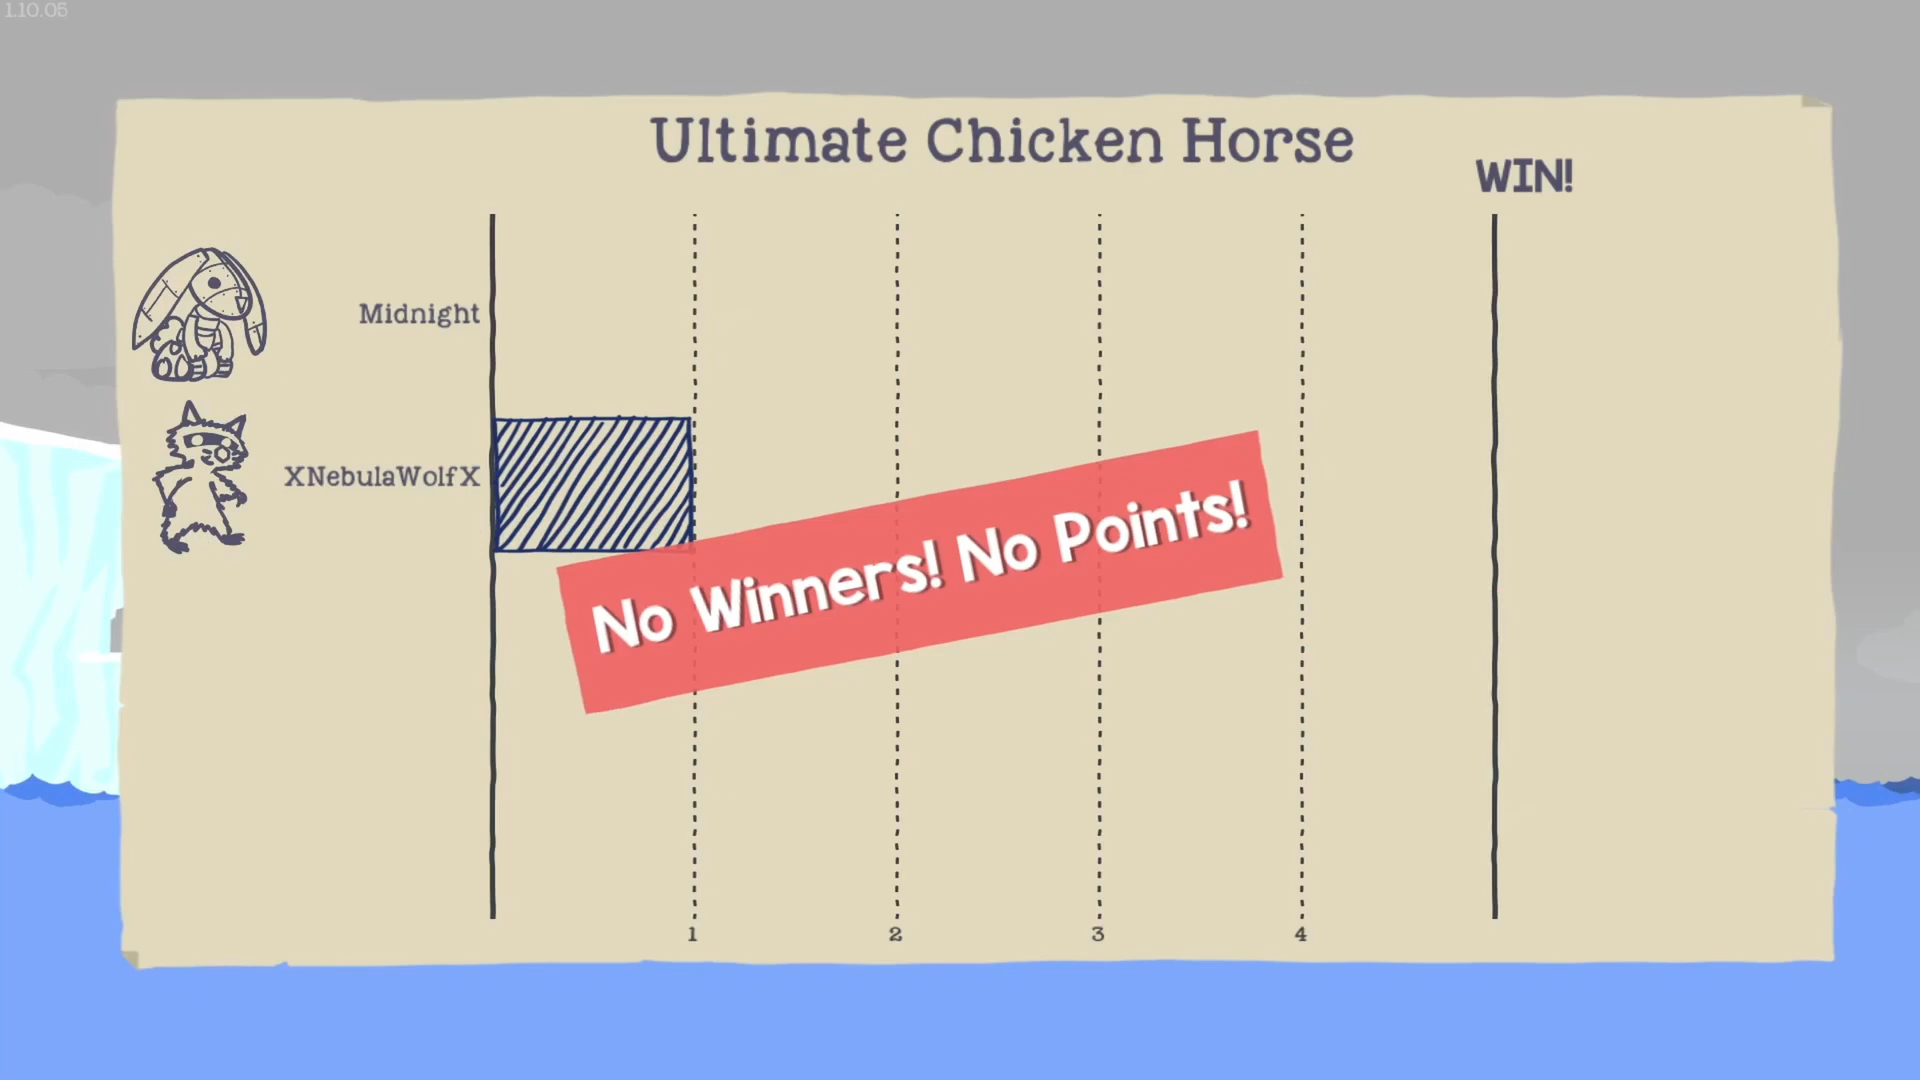 1.10.05
Ultimate Chicken Horse
WIN!
Midnight
XNebulaWolfX
No Winners! No Points!
1 2 3 4